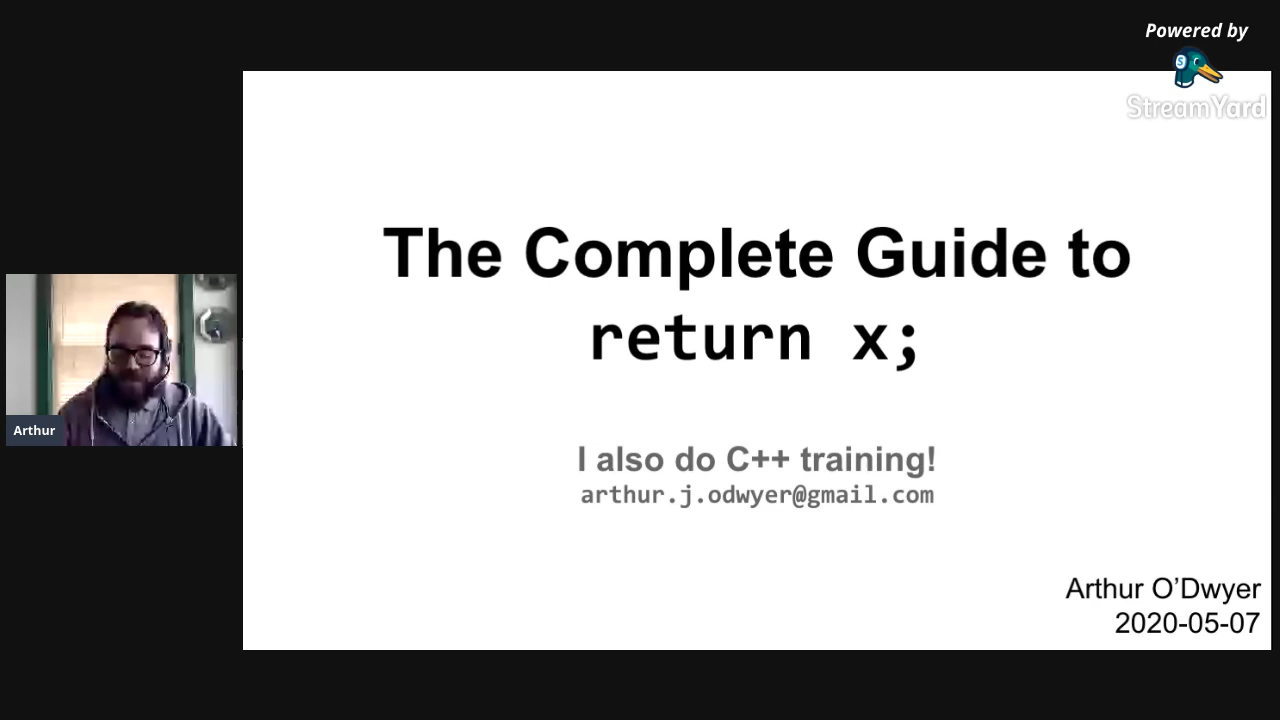 Powered by
S
StreamYard
The Complete Guide to
return x;
I also do C++ training!
arthur.j.odwyer@gmail.com
Arthur
Arthur O’Dwyer
2020-05-07